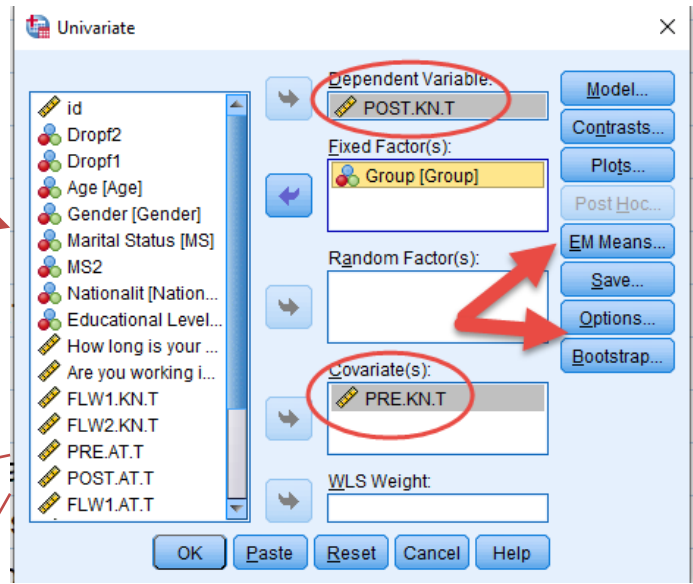 Univariate
id
Dropf2
Dropf1
Age [Age]
Gender [Gender]
Marital Status [MS]
MS2
Nationalit [Nation...
Educational Level...
How long is your ...
Are you working i...
FLW1.KN.T
FLW2.KN.T
PRE.AT.T
POST.AT.T
FLW1.AT.T
Dependent Variable:
POST.KN.T
Fixed Factor(s):
Group [Group]
Random Factor(s):
Covariate(s):
PRE.KN.T
WLS Weight:
Model...
Contrasts...
Plots...
Post Hoc...
EM Means...
Save...
Options...
Bootstrap...
OK Paste Reset Cancel Help